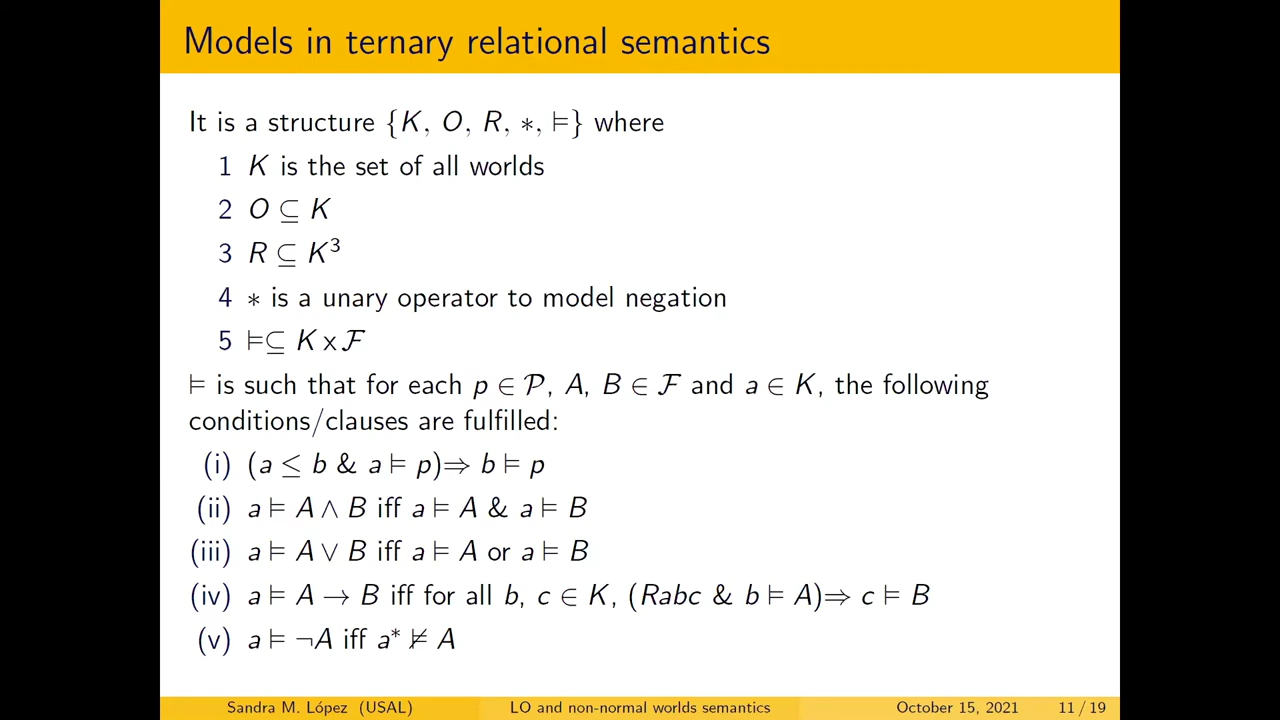 Models in ternary relational semantics
It is a structure {K, O, R, ∗, ⊨} where
1 K is the set of all worlds
2 O ⊆ K
3 R ⊆ K³
4 ∗ is a unary operator to model negation
5 ⊨⊆ K x ℱ
⊨ is such that for each p ∈ 𝒫, A, B ∈ ℱ and a ∈ K, the following
conditions/clauses are fulfilled:
(i) (a ≤ b & a ⊨ p)⇒ b ⊨ p
(ii) a ⊨ A ∧ B iff a ⊨ A & a ⊨ B
(iii) a ⊨ A ∨ B iff a ⊨ A or a ⊨ B
(iv) a ⊨ A → B iff for all b, c ∈ K, (Rabc & b ⊨ A)⇒ c ⊨ B
(v) a ⊨ ¬A iff a* ⊭ A
Sandra M. López (USAL) LO and non-normal worlds semantics October 15, 2021 11 / 19